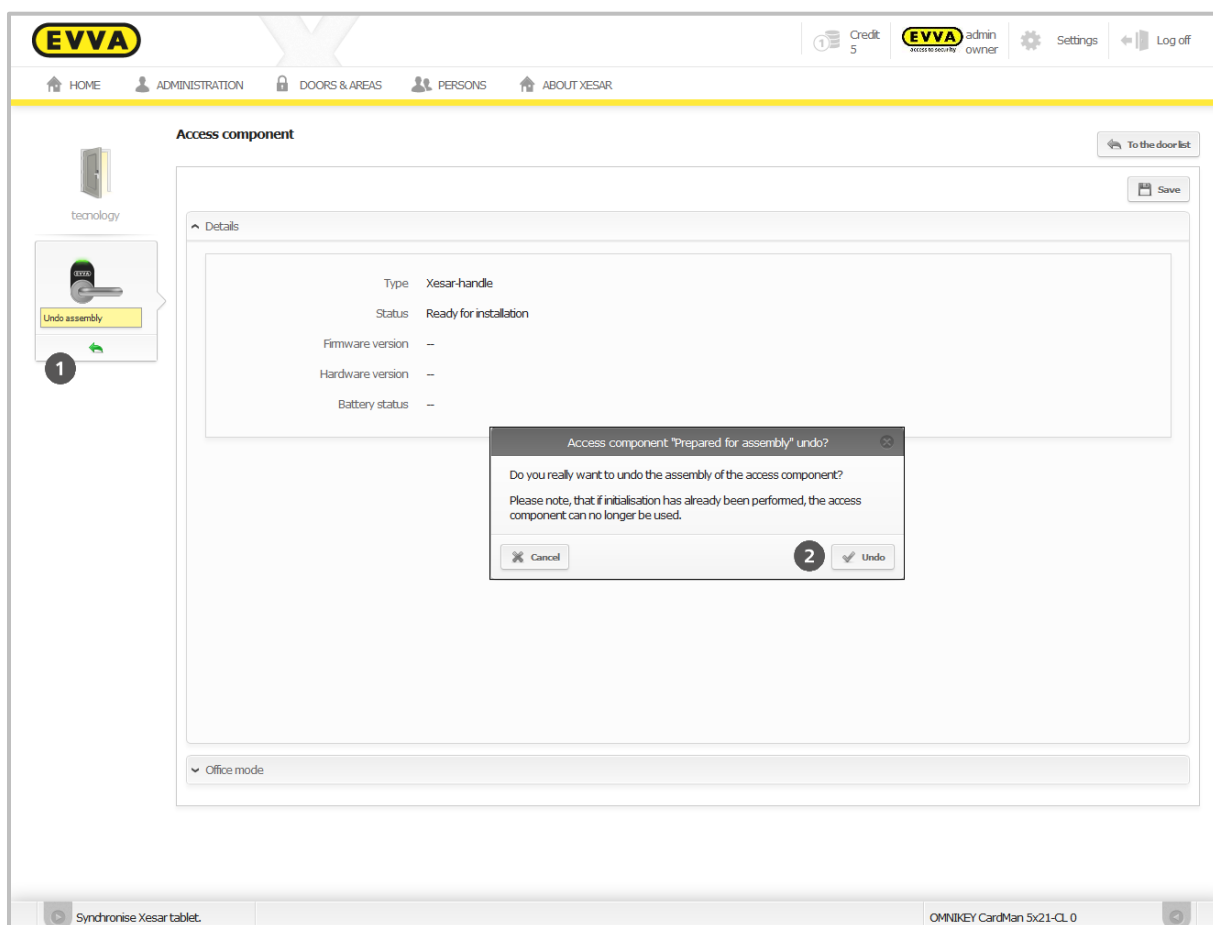 EVVA
Credit
5
EVVA
access to security
admin
owner
Settings
Log off
HOME
ADMINISTRATION
DOORS & AREAS
PERSONS
ABOUT XESAR
Access component
To the door list
Save
tecnology
Details
EVVA
Undo assembly
1
Type Xesar-handle
Status Ready for installation
Firmware version --
Hardware version --
Battery status --
Access component "Prepared for assembly" undo?
Do you really want to undo the assembly of the access component?
Please note, that if initialisation has already been performed, the access
component can no longer be used.
Cancel
2
Undo
Office mode
Synchronise Xesar tablet.
OMNIKEY CardMan 5x21-CL 0